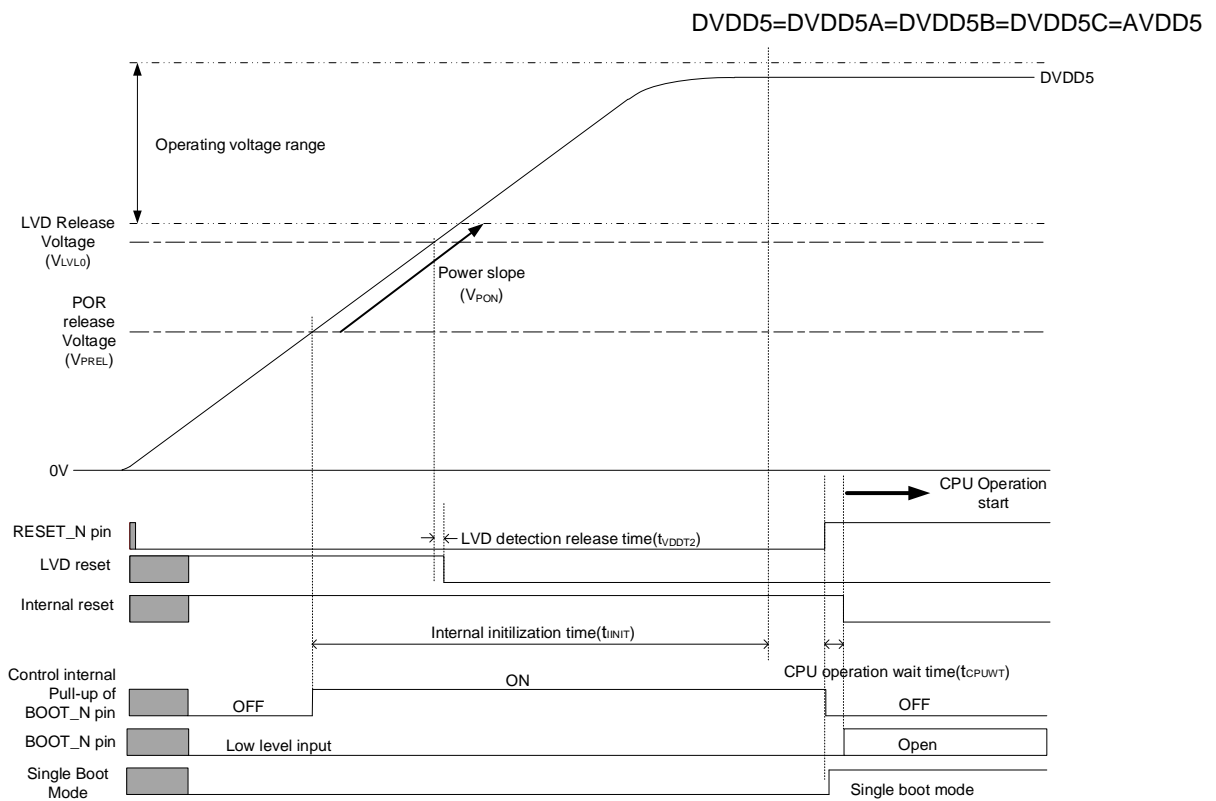 DVDD5=DVDD5A=DVDD5B=DVDD5C=AVDD5
DVDD5
Operating voltage range
LVD Release
Voltage
(VLVL0)
Power slope
(VPON)
POR
release
Voltage
(VPREL)
0V
CPU Operation
start
RESET_N pin
LVD detection release time(tVDDT2)
LVD reset
Internal reset
Internal initilization time(tIINIT)
CPU operation wait time(tCPUWT)
Control internal
Pull-up of
BOOT_N pin
OFF
ON
OFF
BOOT_N pin
Low level input
Open
Single Boot
Mode
Single boot mode